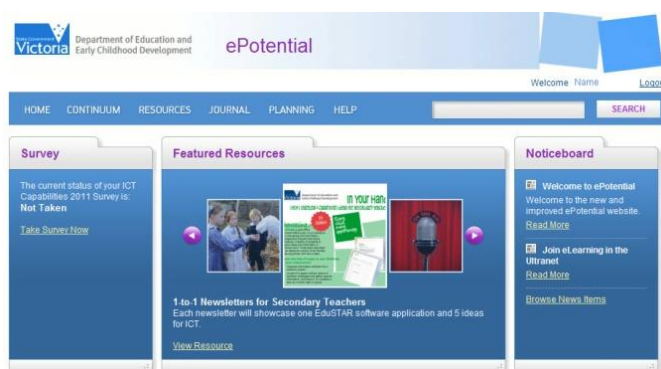 State Government
Victoria
Department of Education and
Early Childhood Development
ePotential
Welcome Name Logou
HOME CONTINUUM RESOURCES JOURNAL PLANNING HELP
SEARCH
Survey
The current status of your ICT
Capabilities 2011 Survey is:
Not Taken
Take Survey Now
Featured Resources
IN YOUR HAND
1-to-1 Newsletters for Secondary Teachers
Each newsletter will showcase one EduSTAR software application and 5 ideas
for ICT.
View Resource
Noticeboard
Welcome to ePotential
Welcome to the new and
improved ePotential website.
Read More
Join eLearning in the
Ultranet
Read More
Browse News Items